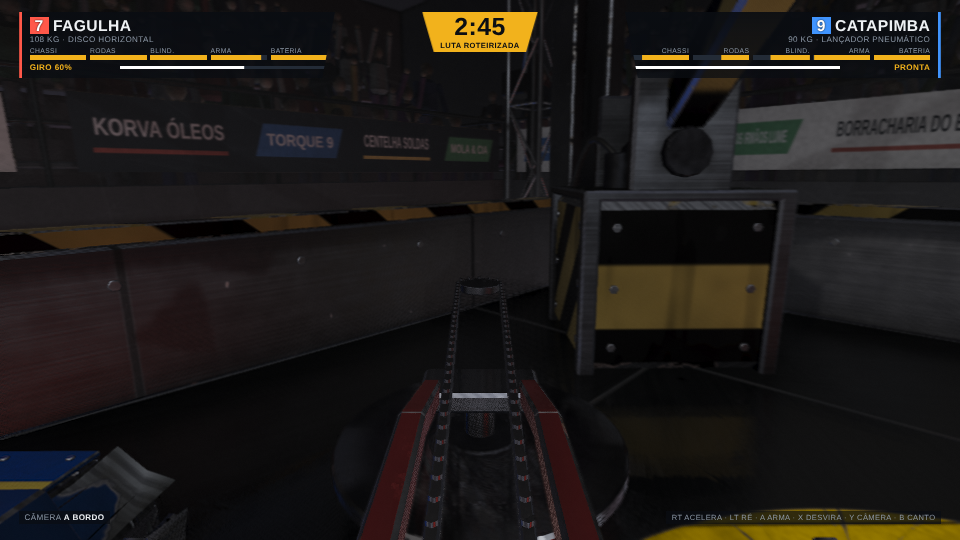 7 FAGULHA
108 KG · DISCO HORIZONTAL
CHASSI RODAS BLIND. ARMA BATERIA
GIRO 60%
2:45
LUTA ROTEIRIZADA
9 CATAPIMBA
90 KG · LANÇADOR PNEUMÁTICO
CHASSI RODAS BLIND. ARMA BATERIA
PRONTA
KORVA ÓLEOS
TORQUE 9
CENTELHA SOLDAS
MOLA & CIA
BORRACHARIA DO
CÂMERA A BORDO
RT ACELERA · LT RÉ · A ARMA · X DESVIRA · Y CÂMERA · B CANTO